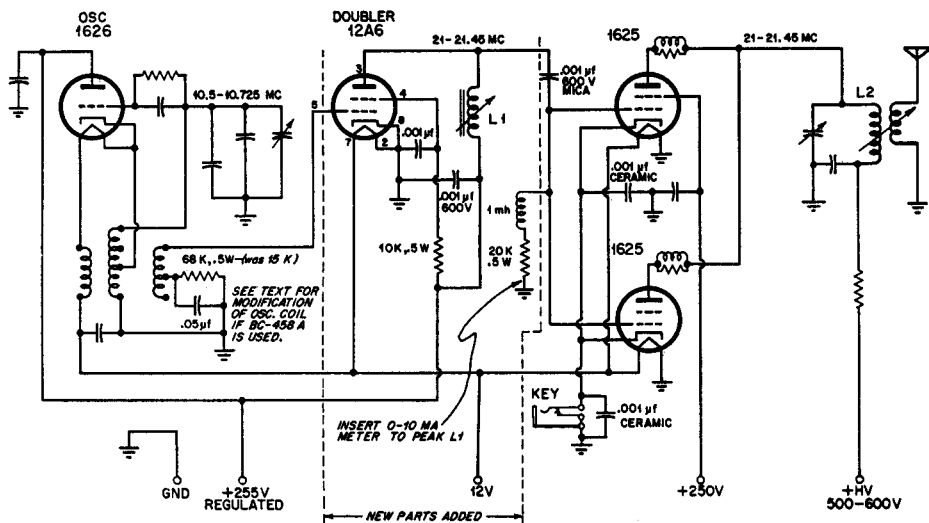 OSC
1626
DOUBLER
12A6
21-21.45 MC
1625
21-21.45 MC
.001 µf
600 V
MICA
10.5-10.725 MC
3
4
5
8
7
2
L1
L2
.001 µf
.001 µf
600V
.001 µf
CERAMIC
1 mh
1625
10K,.5W
20K
.5 W
68 K, .5W-(was 15 K)
SEE TEXT FOR
MODIFICATION
OF OSC. COIL
IF BC-458 A
IS USED.
.05µf
INSERT 0-10 MA
METER TO PEAK L1
KEY
.001 µf
CERAMIC
GND
+255V
REGULATED
12V
+250V
+HV
500-600V
NEW PARTS ADDED